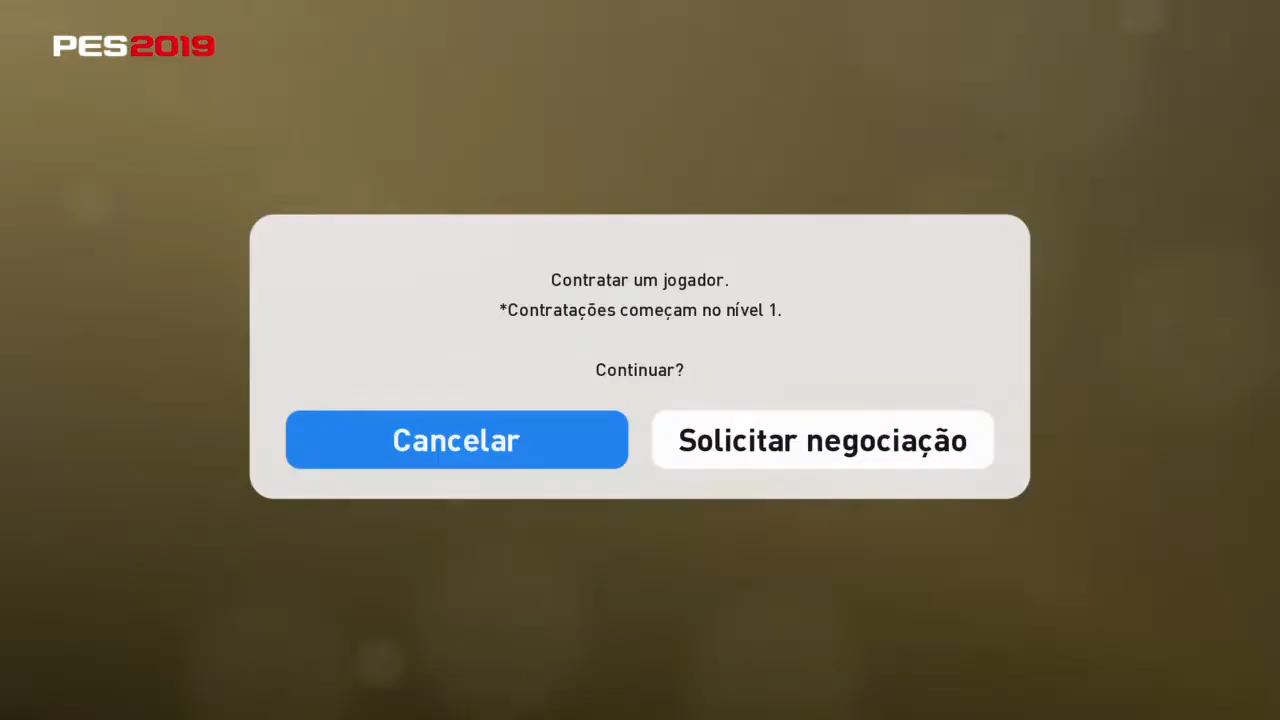 PES2019
Contratar um jogador.
*Contratações começam no nível 1.
Continuar?
Cancelar
Solicitar negociação